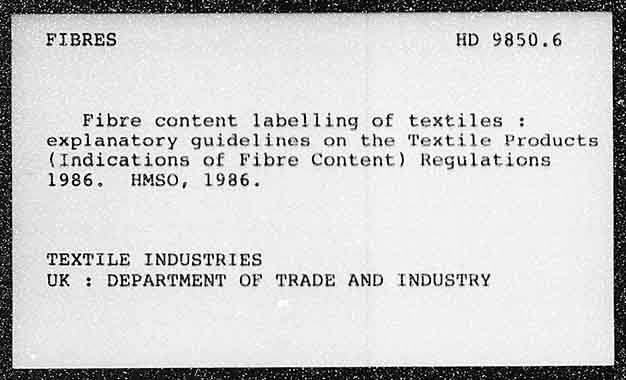 FIBRES HD 9850.6
Fibre content labelling of textiles :
explanatory guidelines on the Textile Products
(Indications of Fibre Content) Regulations
1986. HMSO, 1986.
TEXTILE INDUSTRIES
UK : DEPARTMENT OF TRADE AND INDUSTRY